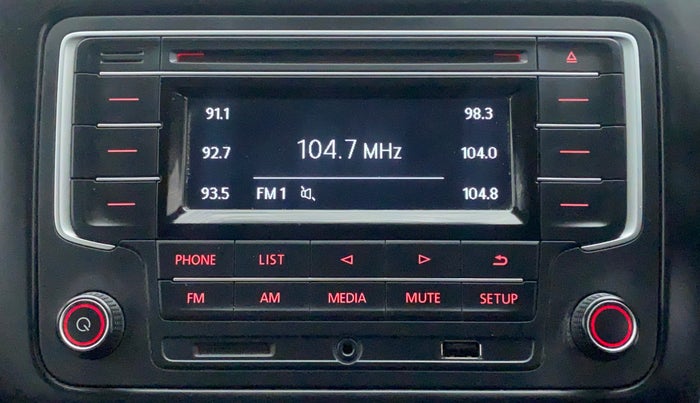 91.1 98.3
92.7 104.7 MHz 104.0
93.5 FM 1 104.8
PHONE LIST
FM AM MEDIA MUTE SETUP